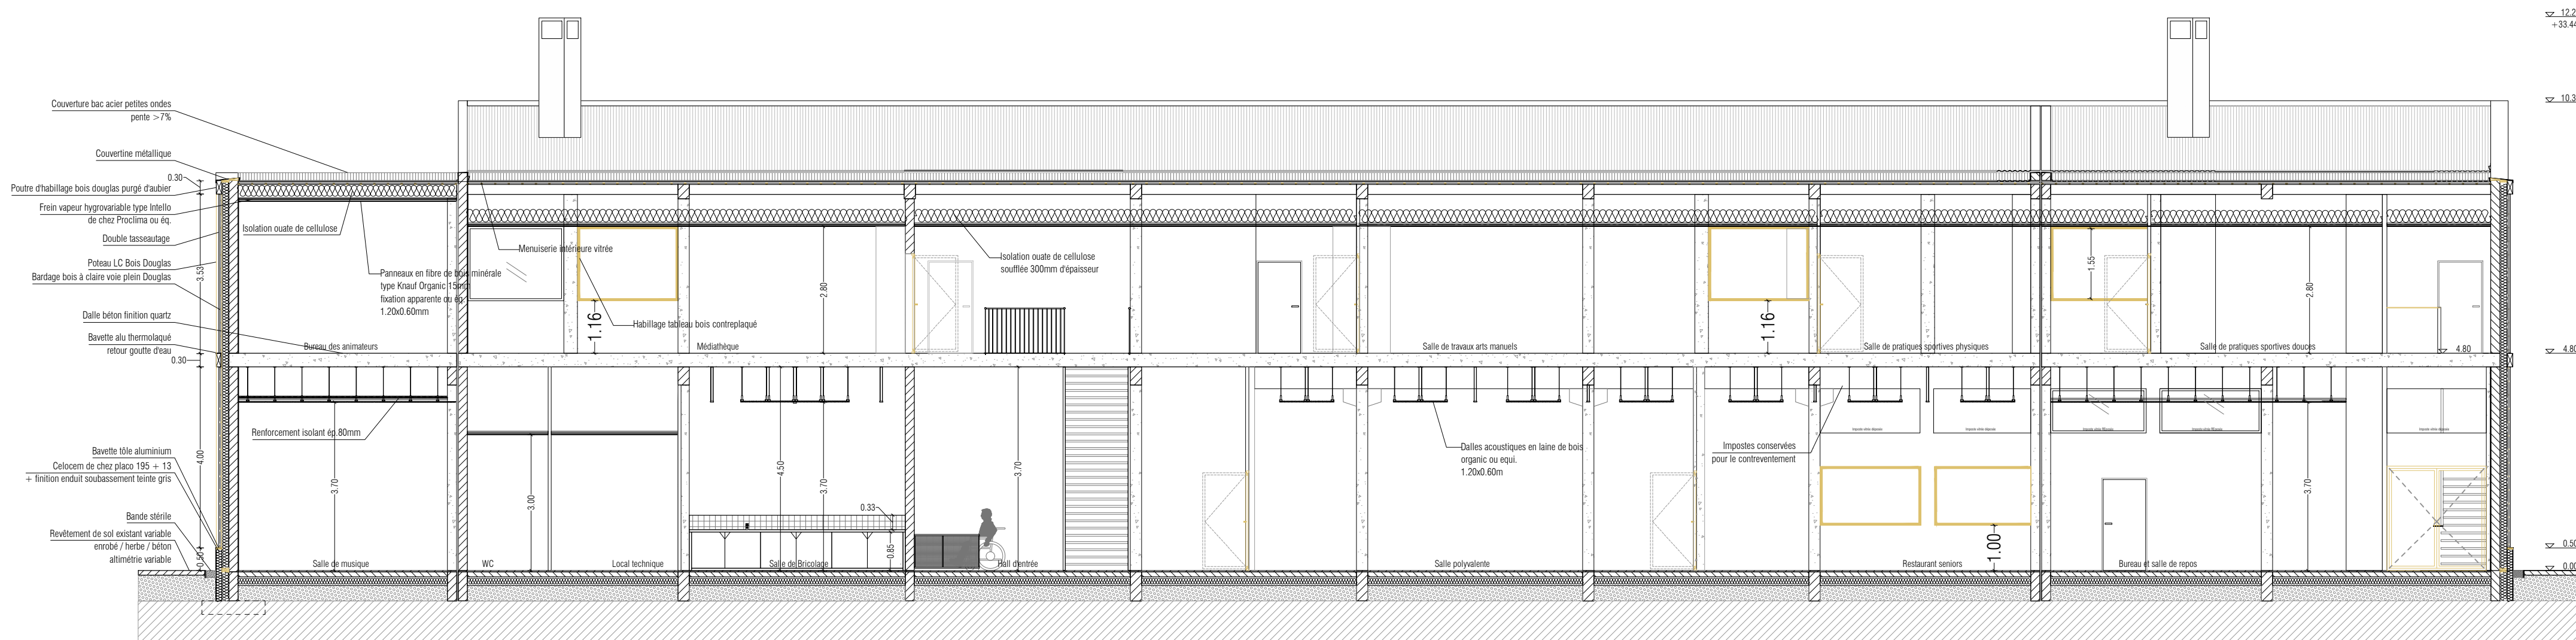 12.2
+33.44
Couverture bac acier petites ondes
pente >7%
10.3
Couvertine métallique
0.30
Poutre d'habillage bois douglas purgé d'aubier
Frein vapeur hygrovariable type Intello
de chez Proclima ou éq.
Isolation ouate de cellulose
Double tasseautage
Menuiserie intérieure vitrée
Isolation ouate de cellulose
soufflée 300mm d'épaisseur
Poteau LC Bois Douglas
Bardage bois à claire voie plein Douglas
3.53
Panneaux en fibre de bois minérale
type Knauf Organic 15mm
fixation apparente ou éq
1.20x0.60mm
2.80
1.55
2.80
Dalle béton finition quartz
1.16
Habillage tableau bois contreplaqué
1.16
Bavette alu thermolaqué
retour goutte d'eau
Bureau des animateurs
Médiathèque
Salle de travaux arts manuels
Salle de pratiques sportives physiques
Salle de pratiques sportives douces
4.80
4.80
0.30
Renforcement isolant ép.80mm
Bavette tôle aluminium
Celocem de chez placo 195 + 13
+ finition enduit soubassement teinte gris
4.00
3.70
3.00
4.50
3.70
3.70
Dalles acoustiques en laine de bois
organic ou equi.
1.20x0.60m
Impostes conservées
pour le contreventement
3.70
0.33
0.85
1.00
Bande stérile
Revêtement de sol existant variable
enrobé / herbe / béton
altimétrie variable
0.50
0.50
Salle de musique
WC
Local technique
Salle de Bricolage
Hall d'entrée
Salle polyvalente
Restaurant seniors
Bureau et salle de repos
0.00